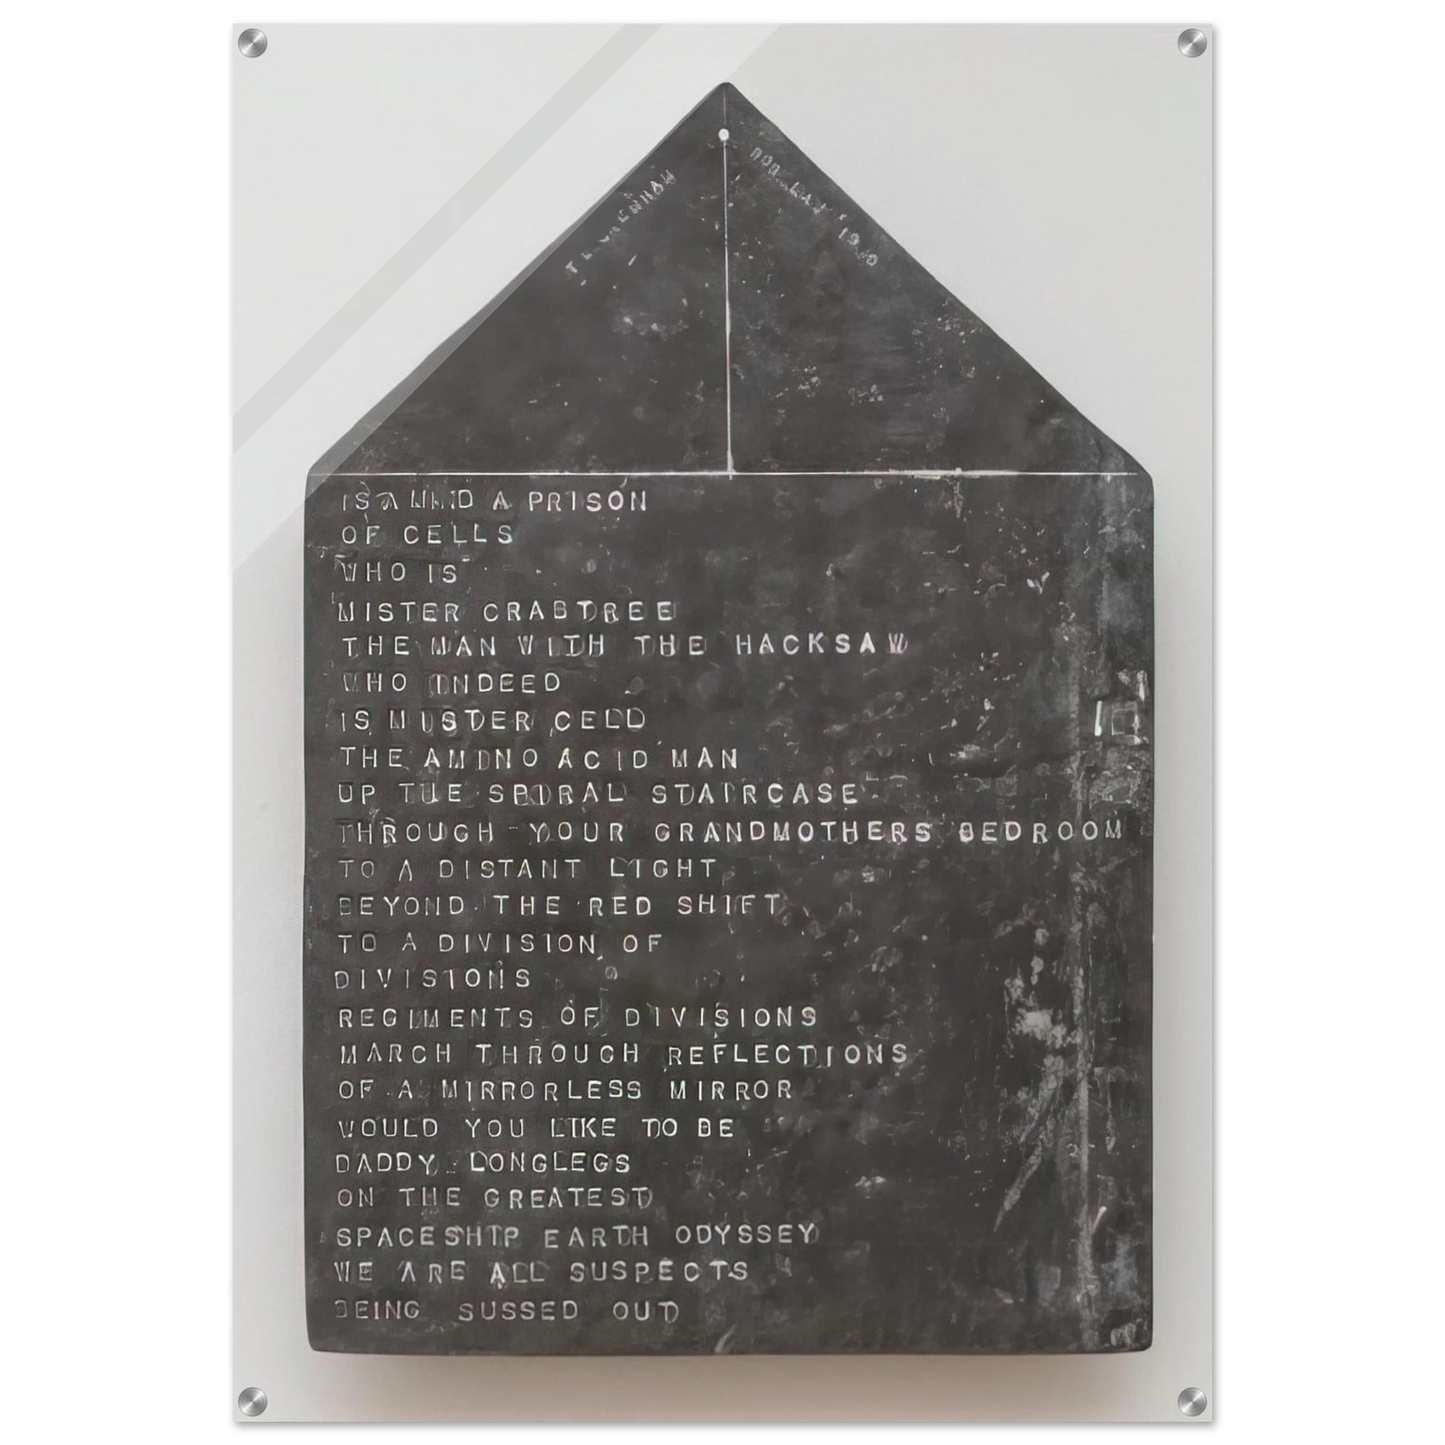 A PRISON
OF CELLS
WHO IS
MISTER CRABTREE
THE MAN WITH THE HACKSAW
WHO INDEED
IS MISTER CELL
THE AMINO ACID MAN
UP THE SPIRAL STAIRCASE
THROUGH YOUR GRANDMOTHERS BEDROOM
TO A DISTANT LIGHT
BEYOND THE RED SHIFT
TO A DIVISION OF
DIVISIONS
REGIMENTS OF DIVISIONS
MARCH THROUGH REFLECTIONS
OF A MIRRORLESS MIRROR
WOULD YOU LIKE TO BE
DADDY LONGLEGS
ON THE GREATEST
SPACESHIP EARTH ODYSSEY
WE ARE ALL SUSPECTS
BEING SUSSED OUT